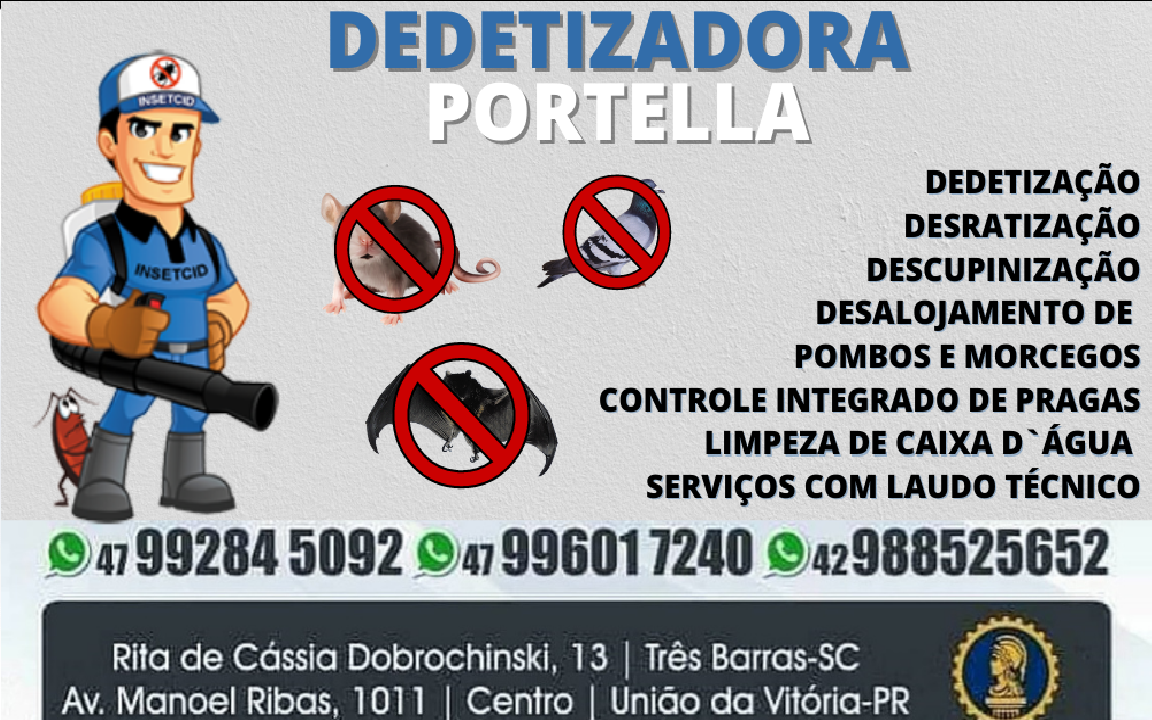 DEDETIZADORA
PORTELLA
INSETCID
INSETCID
DEDETIZAÇÃO
DESRATIZAÇÃO
DESCUPINIZAÇÃO
DESALOJAMENTO DE
POMBOS E MORCEGOS
CONTROLE INTEGRADO DE PRAGAS
LIMPEZA DE CAIXA D`ÁGUA
SERVIÇOS COM LAUDO TÉCNICO
47 99284 5092 47 99601 7240 42 988525652
Rita de Cássia Dobrochinski, 13 | Três Barras-SC
Av. Manoel Ribas, 1011 | Centro | União da Vitória-PR